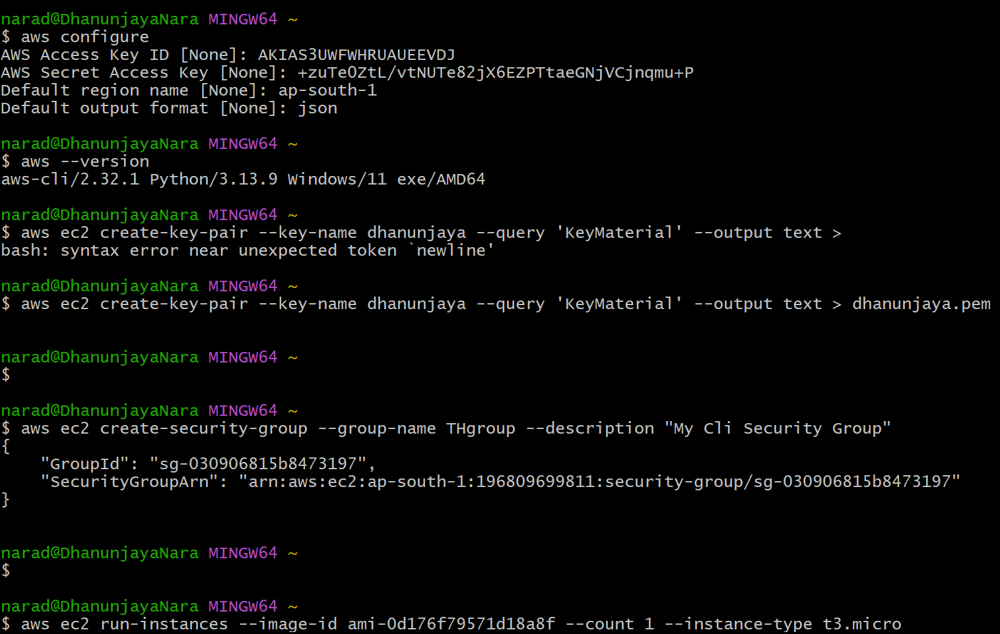 narad@DhanunjayaNara MINGW64 ~
$ aws configure
AWS Access Key ID [None]: AKIAS3UWFWHRUAUEEVDJ
AWS Secret Access Key [None]:
Default region name [None]: ap-south-1
Default output format [None]: json
narad@DhanunjayaNara MINGW64 ~
$ aws --version
aws-cli/2.32.1 Python/3.13.9 Windows/11 exe/AMD64
narad@DhanunjayaNara MINGW64 ~
$ aws ec2 create-key-pair --key-name dhanunjaya --query 'KeyMaterial' --output text >
bash: syntax error near unexpected token `newline'
narad@DhanunjayaNara MINGW64 ~
$ aws ec2 create-key-pair --key-name dhanunjaya --query 'KeyMaterial' --output text > dhanunjaya.pem
narad@DhanunjayaNara MINGW64 ~
$
narad@DhanunjayaNara MINGW64 ~
$ aws ec2 create-security-group --group-name THgroup --description "My Cli Security Group"
{
    "GroupId": "sg-030906815b8473197",
    "SecurityGroupArn": "arn:aws:ec2:ap-south-1:196809699811:security-group/sg-030906815b8473197"
}
narad@DhanunjayaNara MINGW64 ~
$
narad@DhanunjayaNara MINGW64 ~
$ aws ec2 run-instances --image-id ami-0d176f79571d18a8f --count 1 --instance-type t3.micro